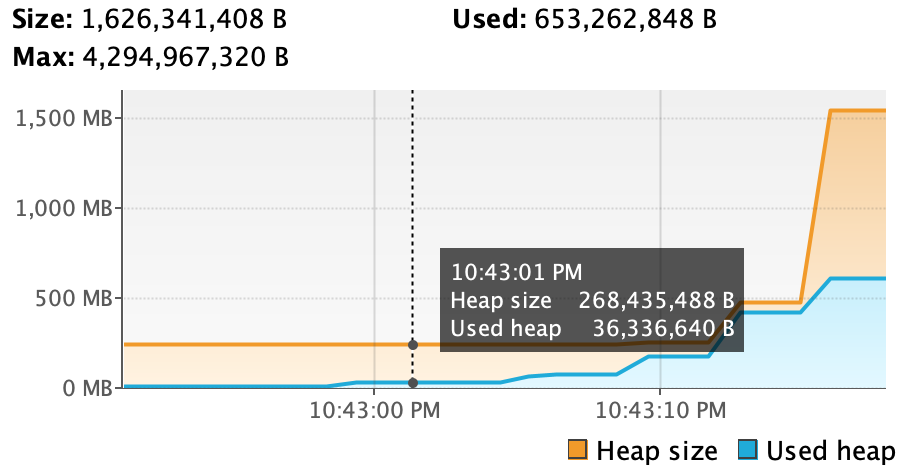 Size: 1,626,341,408 B Used: 653,262,848 B
Max: 4,294,967,320 B
1,500 MB
1,000 MB
500 MB
0 MB
10:43:01 PM
Heap size 268,435,488 B
Used heap 36,336,640 B
10:43:00 PM 10:43:10 PM
Heap size Used heap